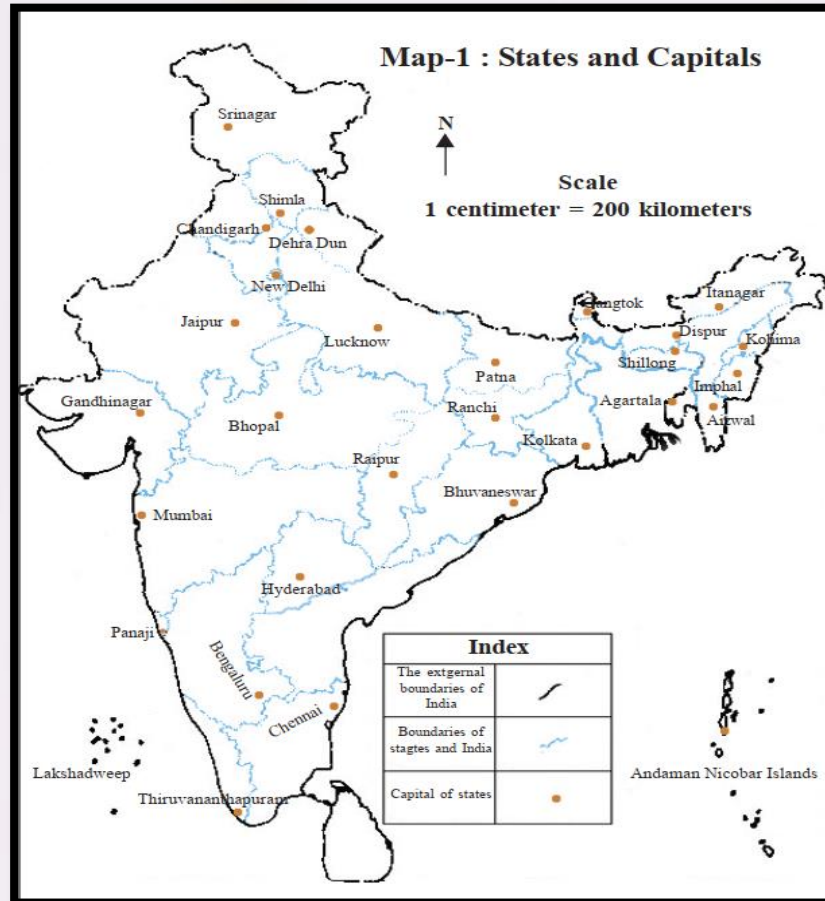 Map-1 : States and Capitals
Srinagar
N
Scale
1 centimeter = 200 kilometers
Shimla
Chandigarh
Dehra Dun
New Delhi
Jaipur
Lucknow
Gangtok
Itanagar
Dispur
Kohima
Shillong
Imphal
Patna
Gandhinagar
Bhopal
Ranchi
Agartala
Aizwal
Kolkata
Raipur
Bhuvaneswar
Mumbai
Hyderabad
Panaji
Bengaluru
Chennai
Index
The extgernal
boundaries of
India
Boundaries of
stagtes and India
Capital of states
Lakshadweep
Andaman Nicobar Islands
Thiruvananthapuram